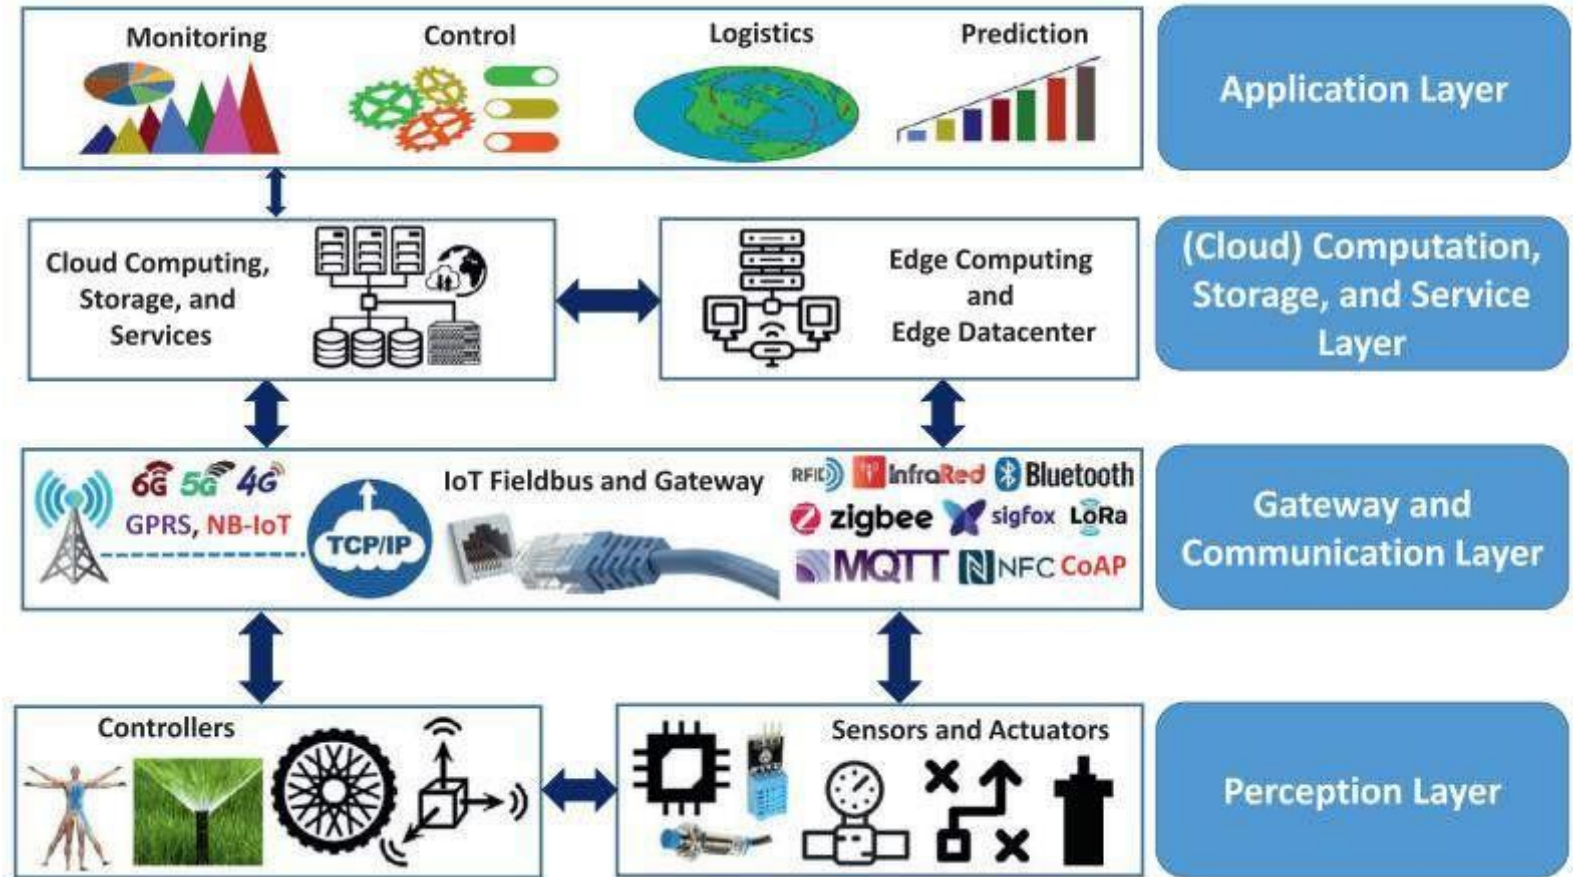 Monitoring
Control
Logistics
Prediction
Application Layer
Cloud Computing,
Storage, and
Services
Edge Computing
and
Edge Datacenter
(Cloud) Computation,
Storage, and Service
Layer
6G 5G 4G
GPRS, NB-IoT
TCP/IP
IoT Fieldbus and Gateway
RFID InfraRed Bluetooth
zigbee sigfox LoRa
MQTT NFC CoAP
Gateway and
Communication Layer
Controllers
Sensors and Actuators
Perception Layer